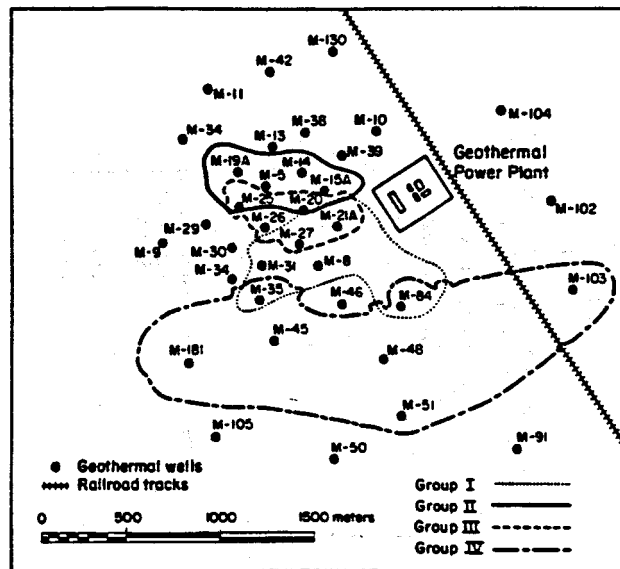 M-130
M-42
M-11
M-104
M-38
M-10
M-34
M-13
M-39
Geothermal
Power Plant
M-19A
M-14
M-5
M-15A
M-102
M-25
M-20
M-29
M-26
M-21A
M-9
M-30
M-27
M-31
M-8
M-34
M-103
M-35
M-46
M-84
M-45
M-181
M-48
M-51
M-105
M-50
M-91
Geothermal wells
Railroad tracks
0 500 1000 1500 meters
Group I
Group II
Group III
Group IV